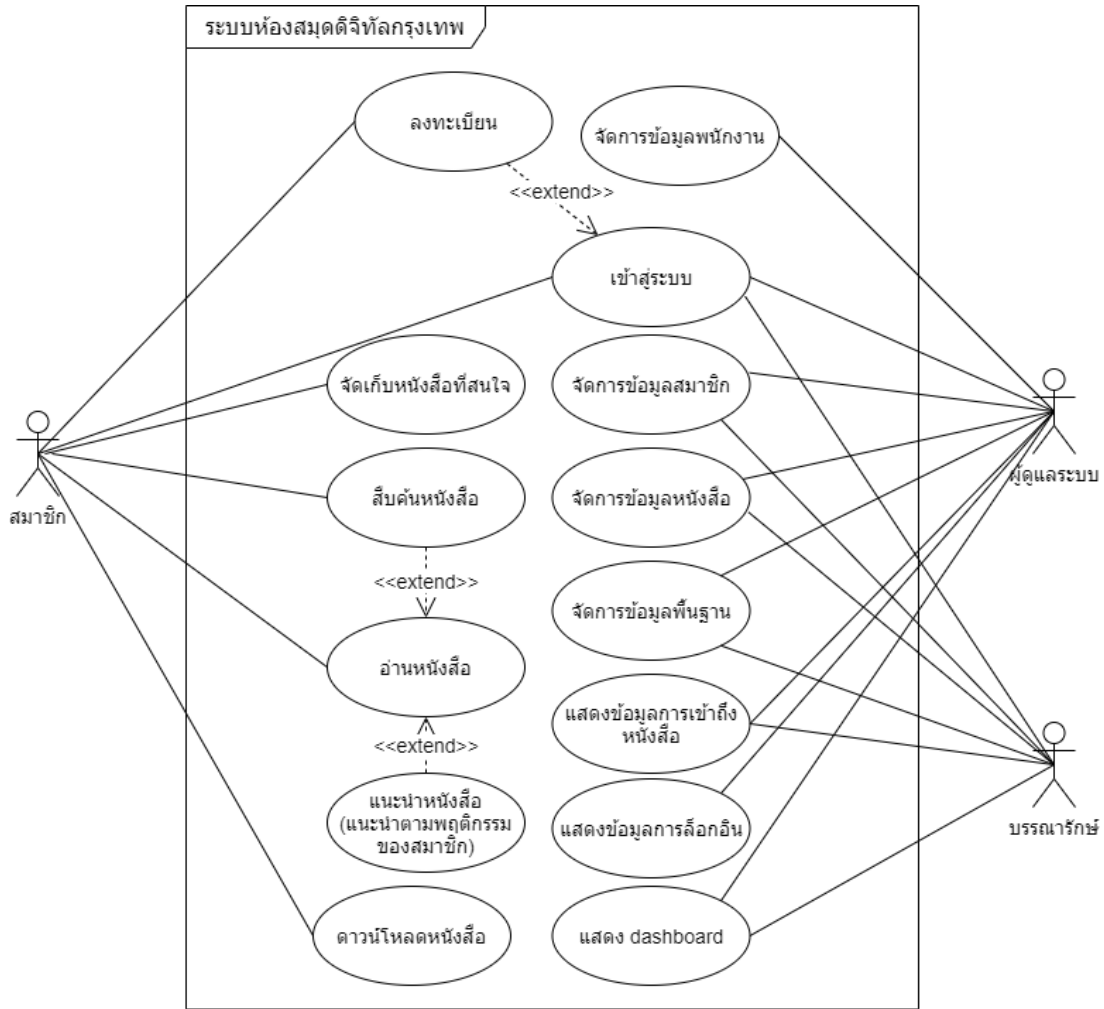 ระบบห้องสมุดดิจิทัลกรุงเทพ
ลงทะเบียน
จัดการข้อมูลพนักงาน
<<extend>>
เข้าสู่ระบบ
จัดเก็บหนังสือที่สนใจ
จัดการข้อมูลสมาชิก
สมาชิก
ผู้ดูแลระบบ
สืบค้นหนังสือ
จัดการข้อมูลหนังสือ
<<extend>>
จัดการข้อมูลพื้นฐาน
อ่านหนังสือ
แสดงข้อมูลการเข้าถึง
หนังสือ
<<extend>>
แนะนำหนังสือ
(แนะนำตามพฤติกรรม
ของสมาชิก)
แสดงข้อมูลการล็อกอิน
บรรณารักษ์
ดาวน์โหลดหนังสือ
แสดง dashboard